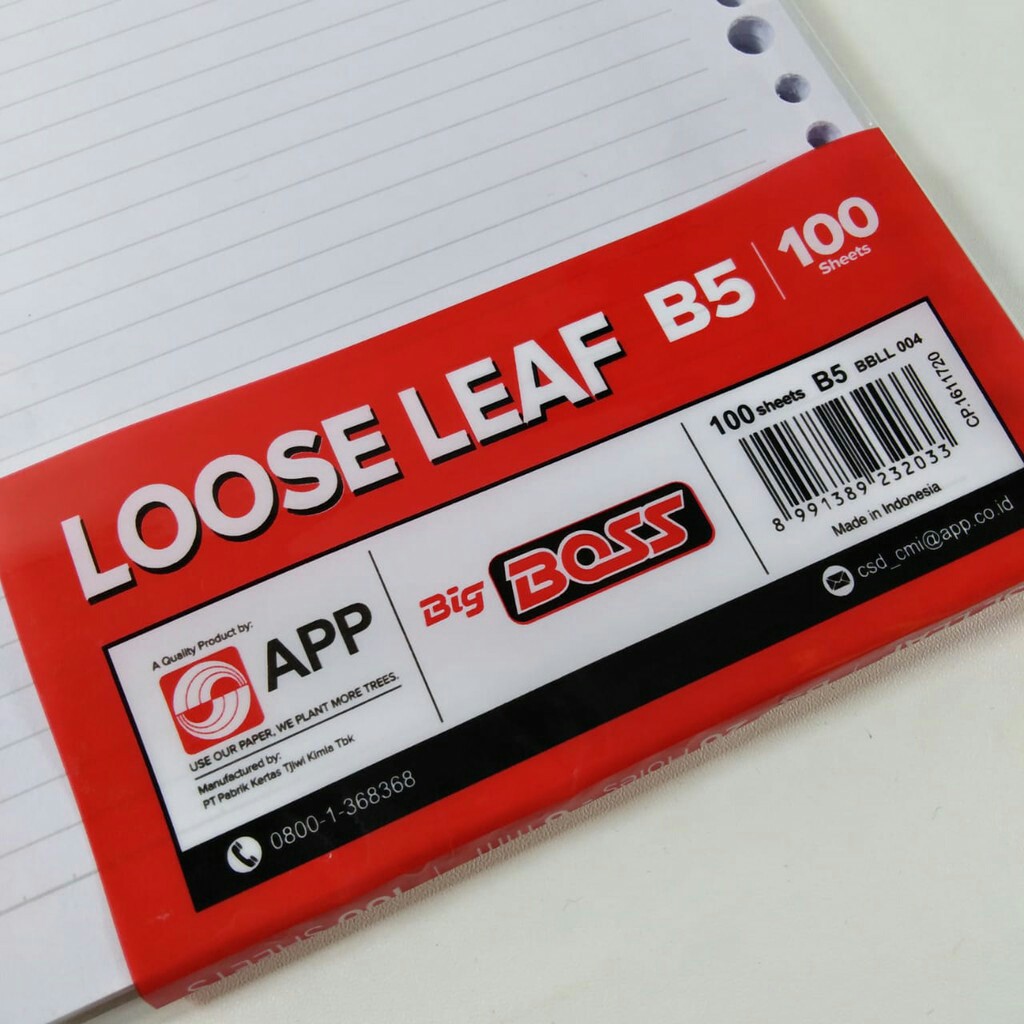 LOOSE LEAF B5 100
Sheets
A Quality Product by:
APP
USE OUR PAPER, WE PLANT MORE TREES.
Manufactured by:
PT Pabrik Kertas Tjiwi Kimia Tbk
Big BOSS
100 sheets B5 BBLL 004
CP.1611720
8 991389 232033
Made in Indonesia
0800-1-368368
csd_cmi@app.co.id
100 SHEETS